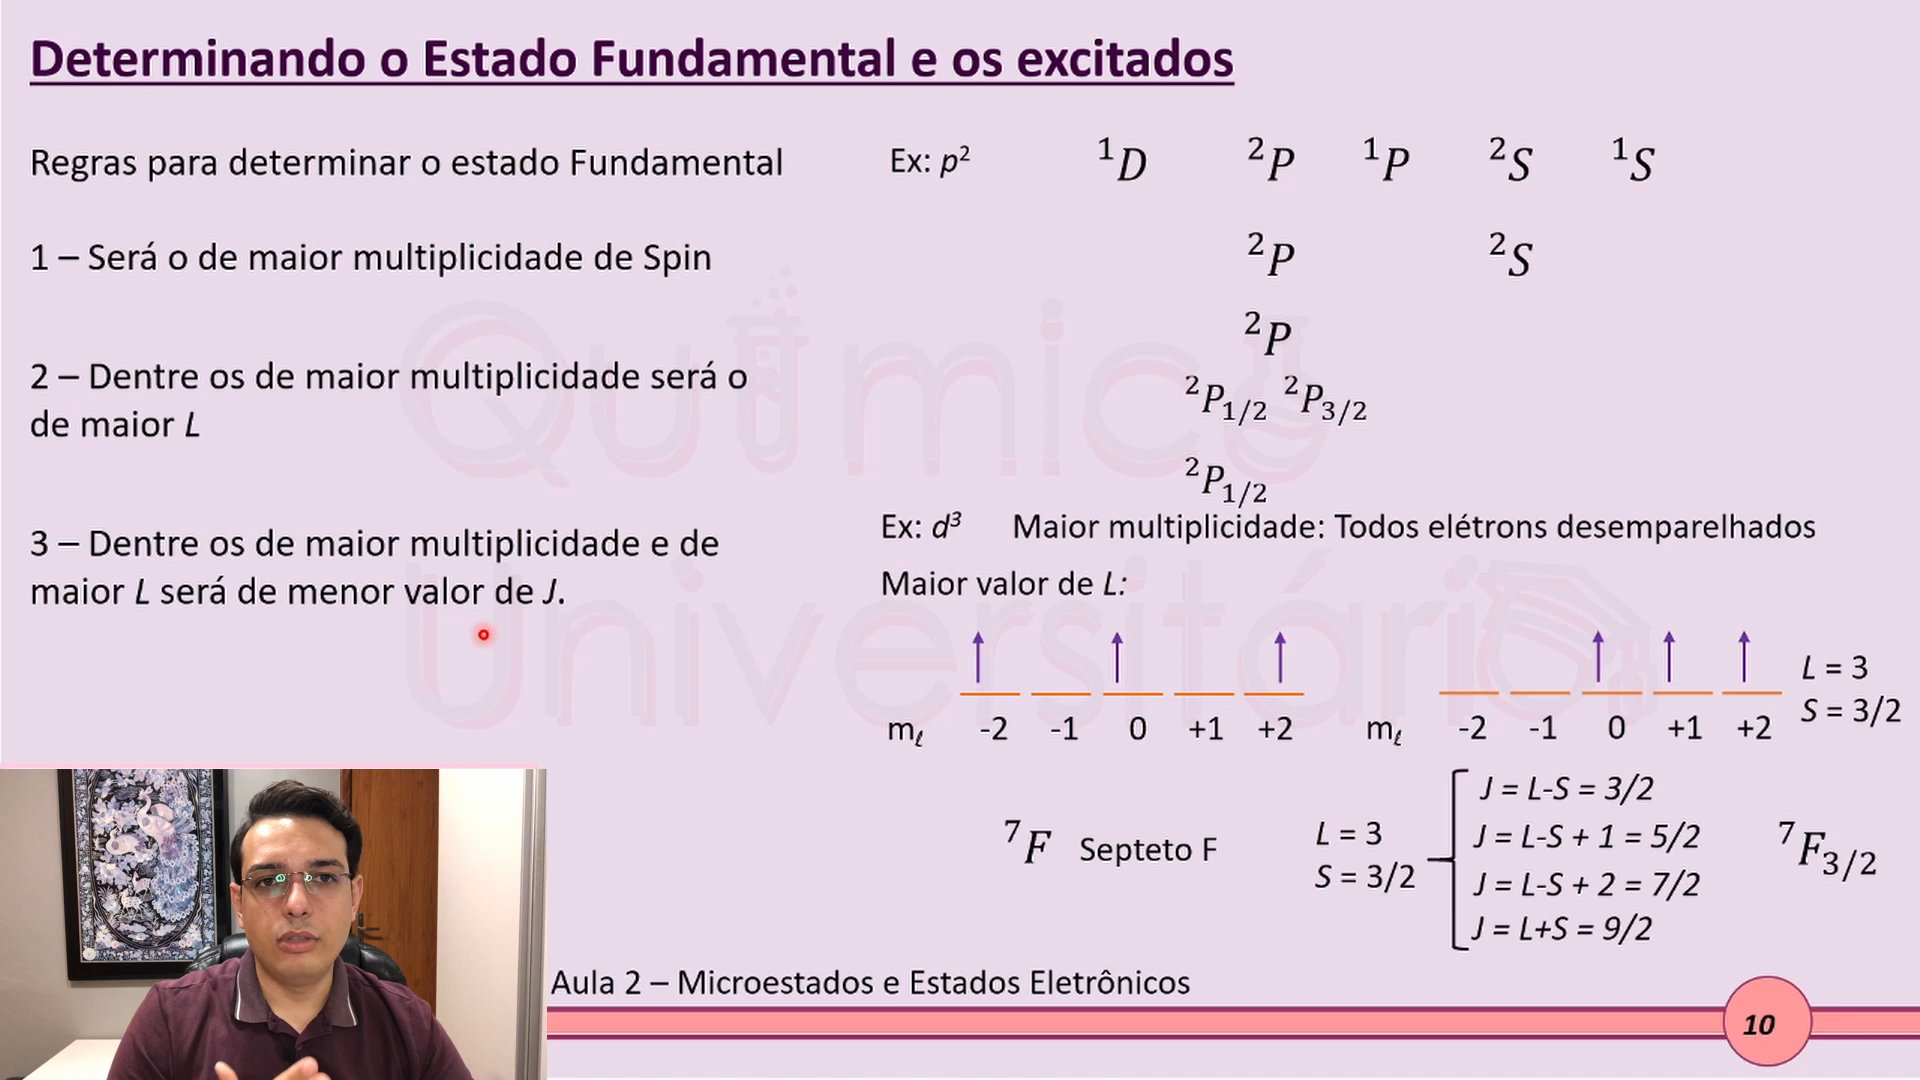 Determinando o Estado Fundamental e os excitados
Regras para determinar o estado Fundamental
1 – Será o de maior multiplicidade de Spin
2 – Dentre os de maior multiplicidade será o
de maior L
3 – Dentre os de maior multiplicidade e de
maior L será de menor valor de J.
Ex: p² ¹D ²P ¹P ²S ¹S
²P ²S
²P
²P1/2 ²P3/2
²P1/2
Ex: d³ Maior multiplicidade: Todos elétrons desemparelhados
Maior valor de L:
mℓ -2 -1 0 +1 +2
mℓ -2 -1 0 +1 +2
L = 3
S = 3/2
⁷F Septeto F
L = 3
S = 3/2
J = L-S = 3/2
J = L-S + 1 = 5/2
J = L-S + 2 = 7/2
J = L+S = 9/2
⁷F3/2
Aula 2 – Microestados e Estados Eletrônicos
10
Químico
Universitário